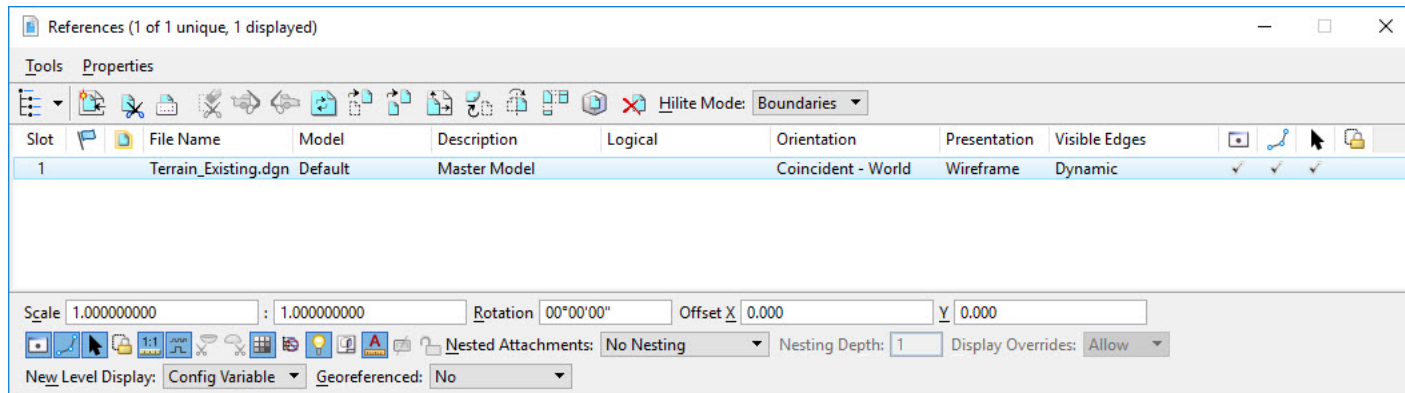 References (1 of 1 unique, 1 displayed)
Tools Properties
Hilite Mode: Boundaries
Slot File Name Model Description Logical Orientation Presentation Visible Edges
1 Terrain_Existing.dgn Default Master Model Coincident - World Wireframe Dynamic
Scale 1.000000000 : 1.000000000 Rotation 00°00'00" Offset X 0.000 Y 0.000
1:1 A Nested Attachments: No Nesting Nesting Depth: 1 Display Overrides: Allow
New Level Display: Config Variable Georeferenced: No